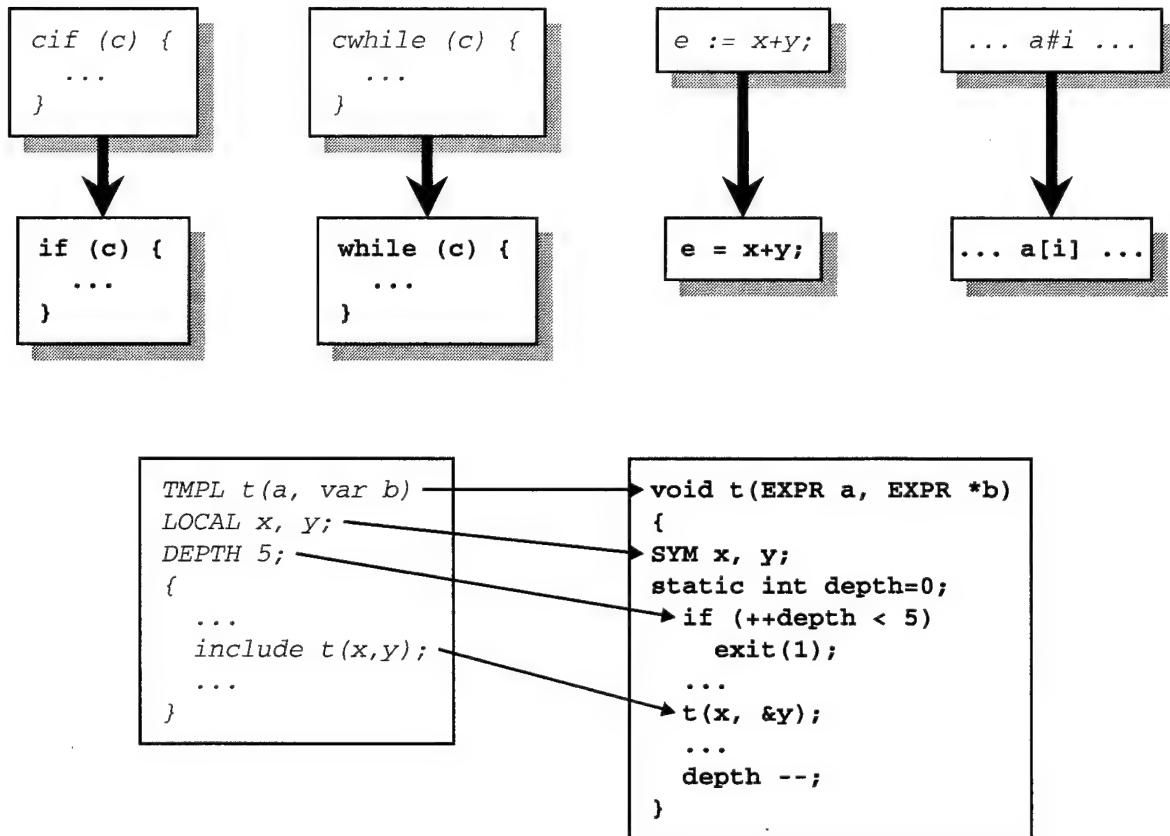 cif (c) {
...
}
cwhile (c) {
...
}
e := x+y;
... a#i ...
if (c) {
...
}
while (c) {
...
}
e = x+y;
... a[i] ...
TMPL t(a, var b)
LOCAL x, y;
DEPTH 5;
{
...
include t(x,y);
...
}
void t(EXPR a, EXPR *b)
{
SYM x, y;
static int depth=0;
if (++depth < 5)
exit(1);
...
t(x, &y);
...
depth --;
}